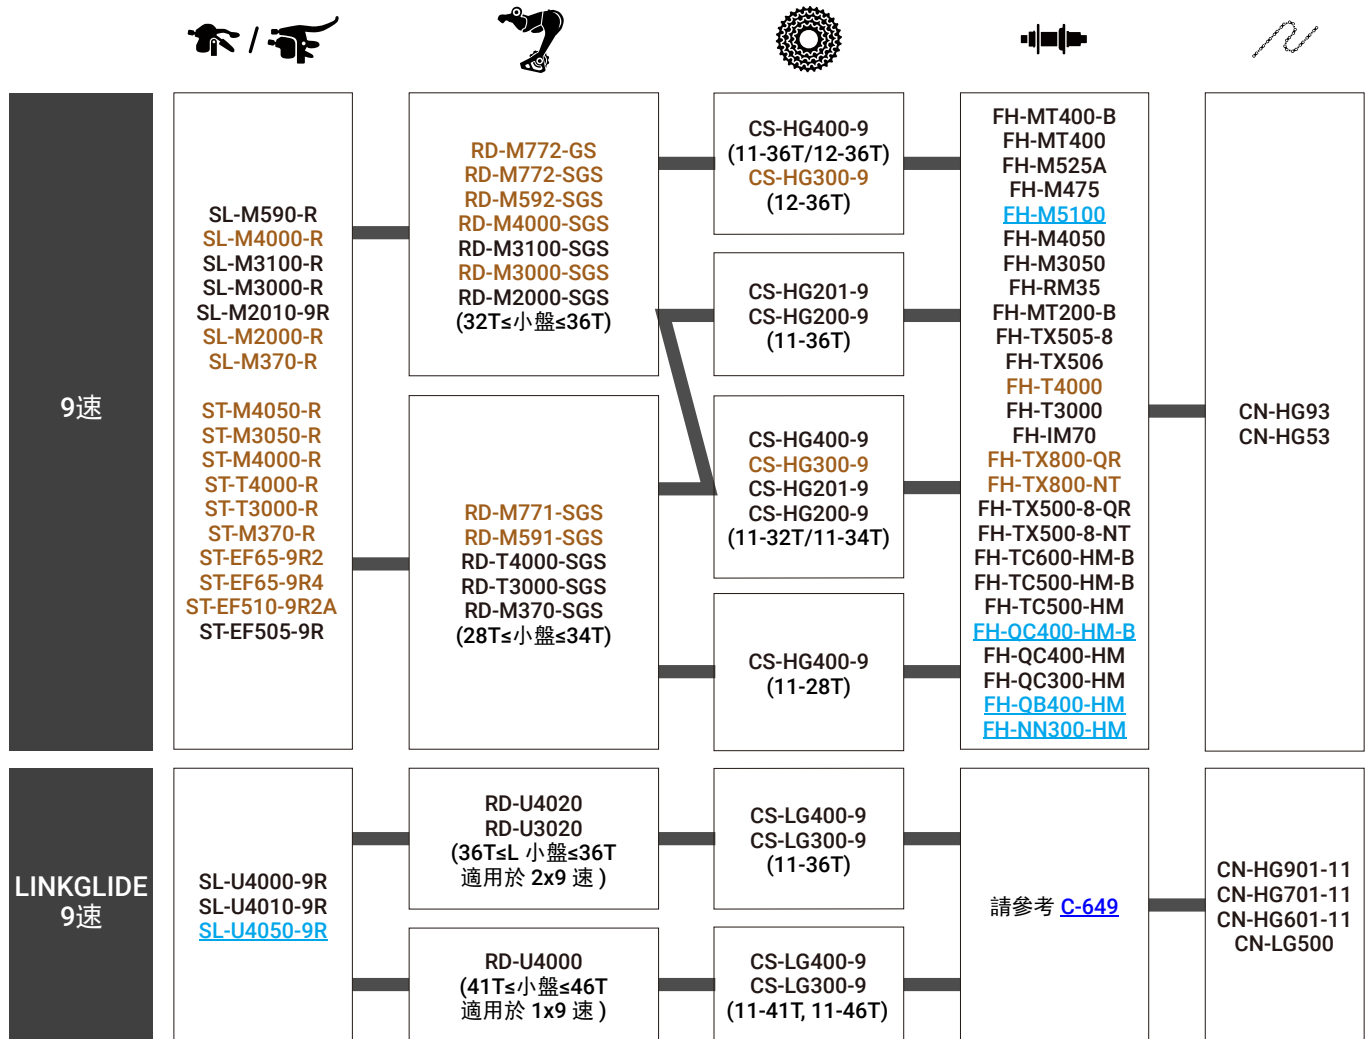 9速
SL-M590-R
SL-M4000-R
SL-M3100-R
SL-M3000-R
SL-M2010-9R
SL-M2000-R
SL-M370-R
ST-M4050-R
ST-M3050-R
ST-M4000-R
ST-T4000-R
ST-T3000-R
ST-M370-R
ST-EF65-9R2
ST-EF65-9R4
ST-EF510-9R2A
ST-EF505-9R
RD-M772-GS
RD-M772-SGS
RD-M592-SGS
RD-M4000-SGS
RD-M3100-SGS
RD-M3000-SGS
RD-M2000-SGS
(32T≤小盤≤36T)
RD-M771-SGS
RD-M591-SGS
RD-T4000-SGS
RD-T3000-SGS
RD-M370-SGS
(28T≤小盤≤34T)
CS-HG400-9
(11-36T/12-36T)
CS-HG300-9
(12-36T)
CS-HG201-9
CS-HG200-9
(11-36T)
CS-HG400-9
CS-HG300-9
CS-HG201-9
CS-HG200-9
(11-32T/11-34T)
CS-HG400-9
(11-28T)
FH-MT400-B
FH-MT400
FH-M525A
FH-M475
FH-M5100
FH-M4050
FH-M3050
FH-RM35
FH-MT200-B
FH-TX505-8
FH-TX506
FH-T4000
FH-T3000
FH-IM70
FH-TX800-QR
FH-TX800-NT
FH-TX500-8-QR
FH-TX500-8-NT
FH-TC600-HM-B
FH-TC500-HM-B
FH-TC500-HM
FH-QC400-HM-B
FH-QC400-HM
FH-QC300-HM
FH-QB400-HM
FH-NN300-HM
CN-HG93
CN-HG53
LINKGLIDE
9速
SL-U4000-9R
SL-U4010-9R
SL-U4050-9R
RD-U4020
RD-U3020
(36T≤L 小盤≤36T
適用於 2x9 速 )
RD-U4000
(41T≤小盤≤46T
適用於 1x9 速 )
CS-LG400-9
CS-LG300-9
(11-36T)
CS-LG400-9
CS-LG300-9
(11-41T, 11-46T)
請參考 C-649
CN-HG901-11
CN-HG701-11
CN-HG601-11
CN-LG500